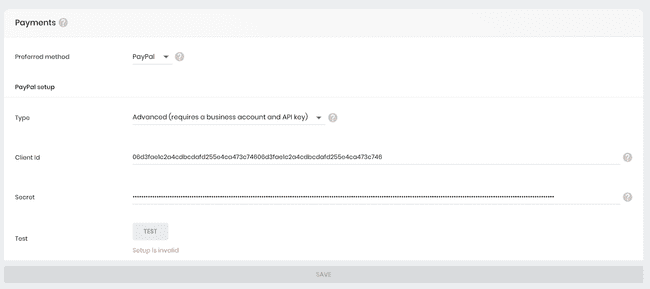 Payments ?
Preferred method PayPal ?
PayPal setup
Type Advanced (requires a business account and API key) ?
Client Id 06d3fae1c2a4cdbcdafd255e4ca473c74606d3fae1c2a4cdbcdafd255e4ca473c746 ?
Secret ?
Test TEST
Setup is invalid
SAVE